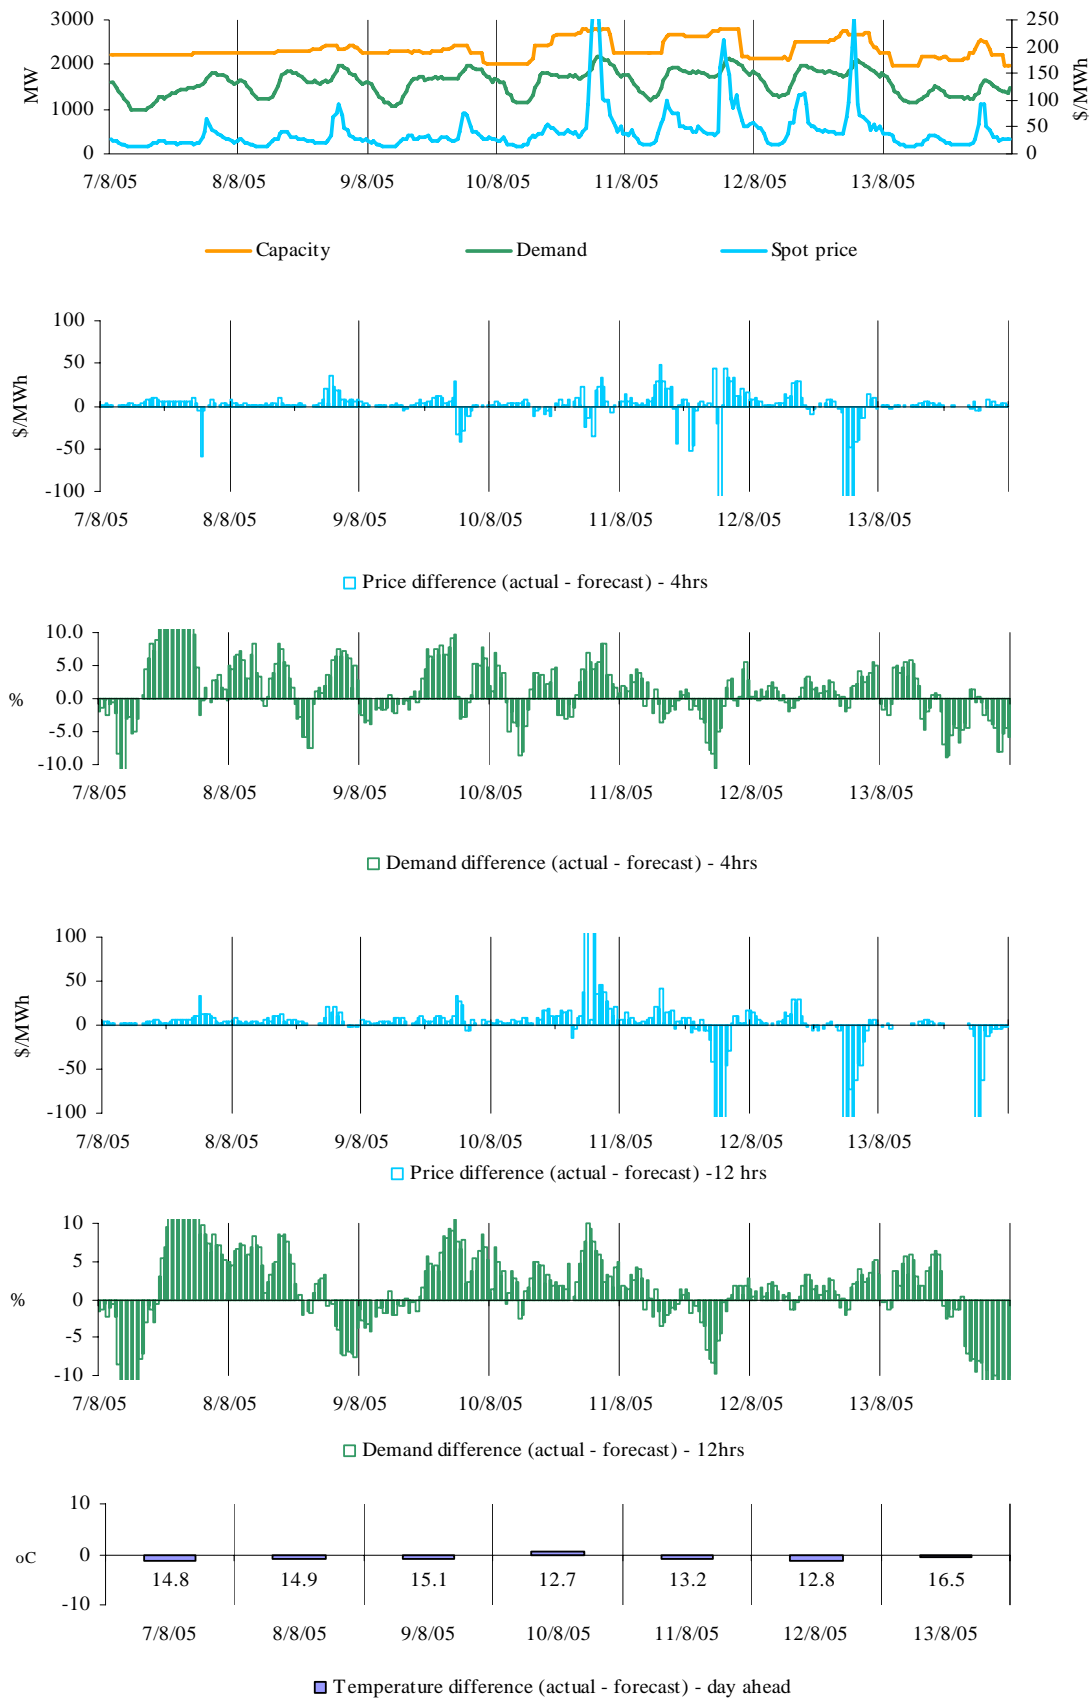 3000
2000
1000
0
MW
250
200
150
100
50
0
$/MWh
7/8/05 8/8/05 9/8/05 10/8/05 11/8/05 12/8/05 13/8/05
Capacity Demand Spot price
100
50
0
-50
-100
$/MWh
7/8/05 8/8/05 9/8/05 10/8/05 11/8/05 12/8/05 13/8/05
Price difference (actual - forecast) - 4hrs
10.0
5.0
0.0
-5.0
-10.0
%
7/8/05 8/8/05 9/8/05 10/8/05 11/8/05 12/8/05 13/8/05
Demand difference (actual - forecast) - 4hrs
100
50
0
-50
-100
$/MWh
7/8/05 8/8/05 9/8/05 10/8/05 11/8/05 12/8/05 13/8/05
Price difference (actual - forecast) -12 hrs
10
5
0
-5
-10
%
7/8/05 8/8/05 9/8/05 10/8/05 11/8/05 12/8/05 13/8/05
Demand difference (actual - forecast) - 12hrs
10
0
-10
oC
14.8 14.9 15.1 12.7 13.2 12.8 16.5
7/8/05 8/8/05 9/8/05 10/8/05 11/8/05 12/8/05 13/8/05
Temperature difference (actual - forecast) - day ahead